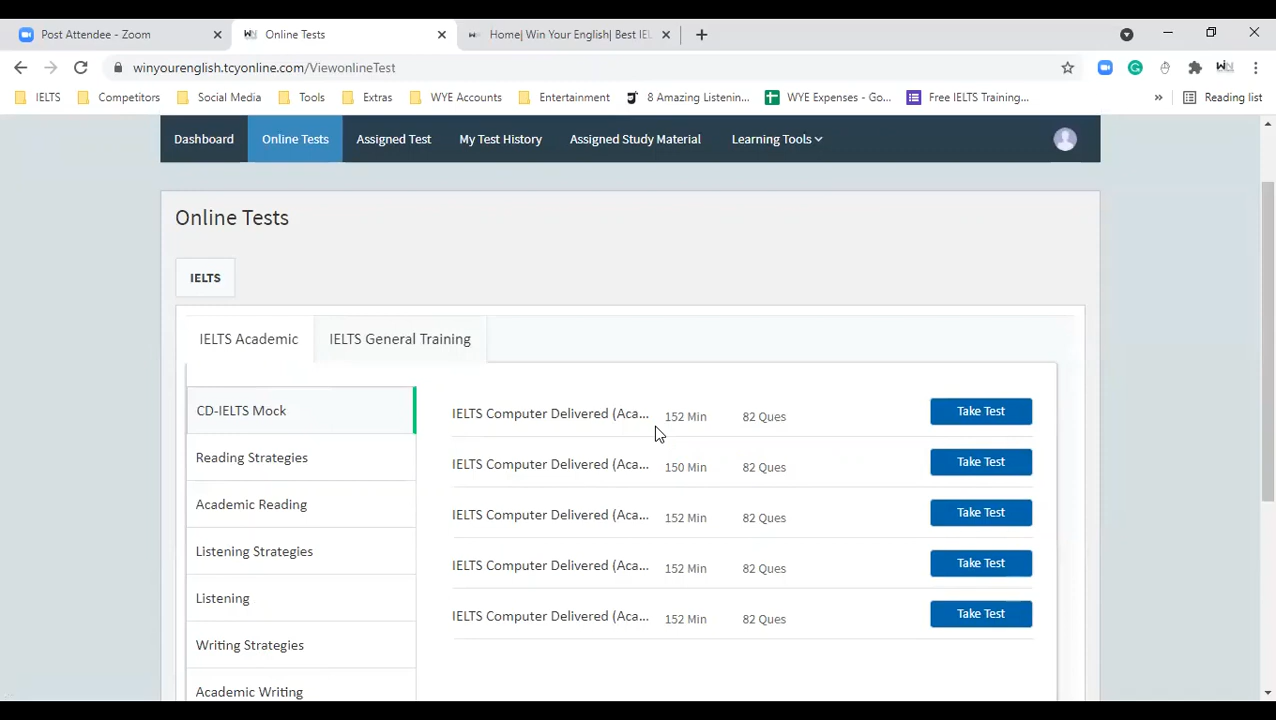 Post Attendee - Zoom
Online Tests
Home| Win Your English| Best IEL
winyourenglish.tcyonline.com/ViewonlineTest
IELTS
Competitors
Social Media
Tools
Extras
WYE Accounts
Entertainment
8 Amazing Listenin...
WYE Expenses - Go...
Free IELTS Training...
»
Reading list
Dashboard
Online Tests
Assigned Test
My Test History
Assigned Study Material
Learning Tools
Online Tests
IELTS
IELTS Academic
IELTS General Training
CD-IELTS Mock
Reading Strategies
Academic Reading
Listening Strategies
Listening
Writing Strategies
Academic Writing
IELTS Computer Delivered (Aca... 152 Min 82 Ques Take Test
IELTS Computer Delivered (Aca... 150 Min 82 Ques Take Test
IELTS Computer Delivered (Aca... 152 Min 82 Ques Take Test
IELTS Computer Delivered (Aca... 152 Min 82 Ques Take Test
IELTS Computer Delivered (Aca... 152 Min 82 Ques Take Test